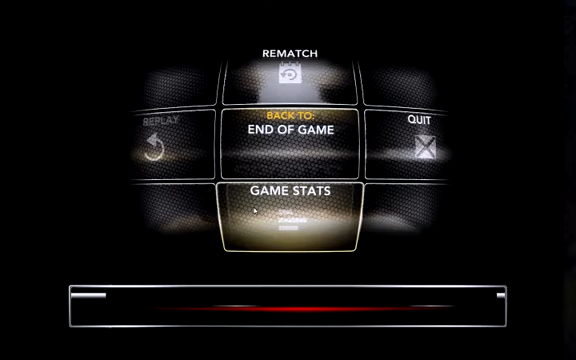 REMATCH
REPLAY
BACK TO:
END OF GAME
QUIT
GAME STATS